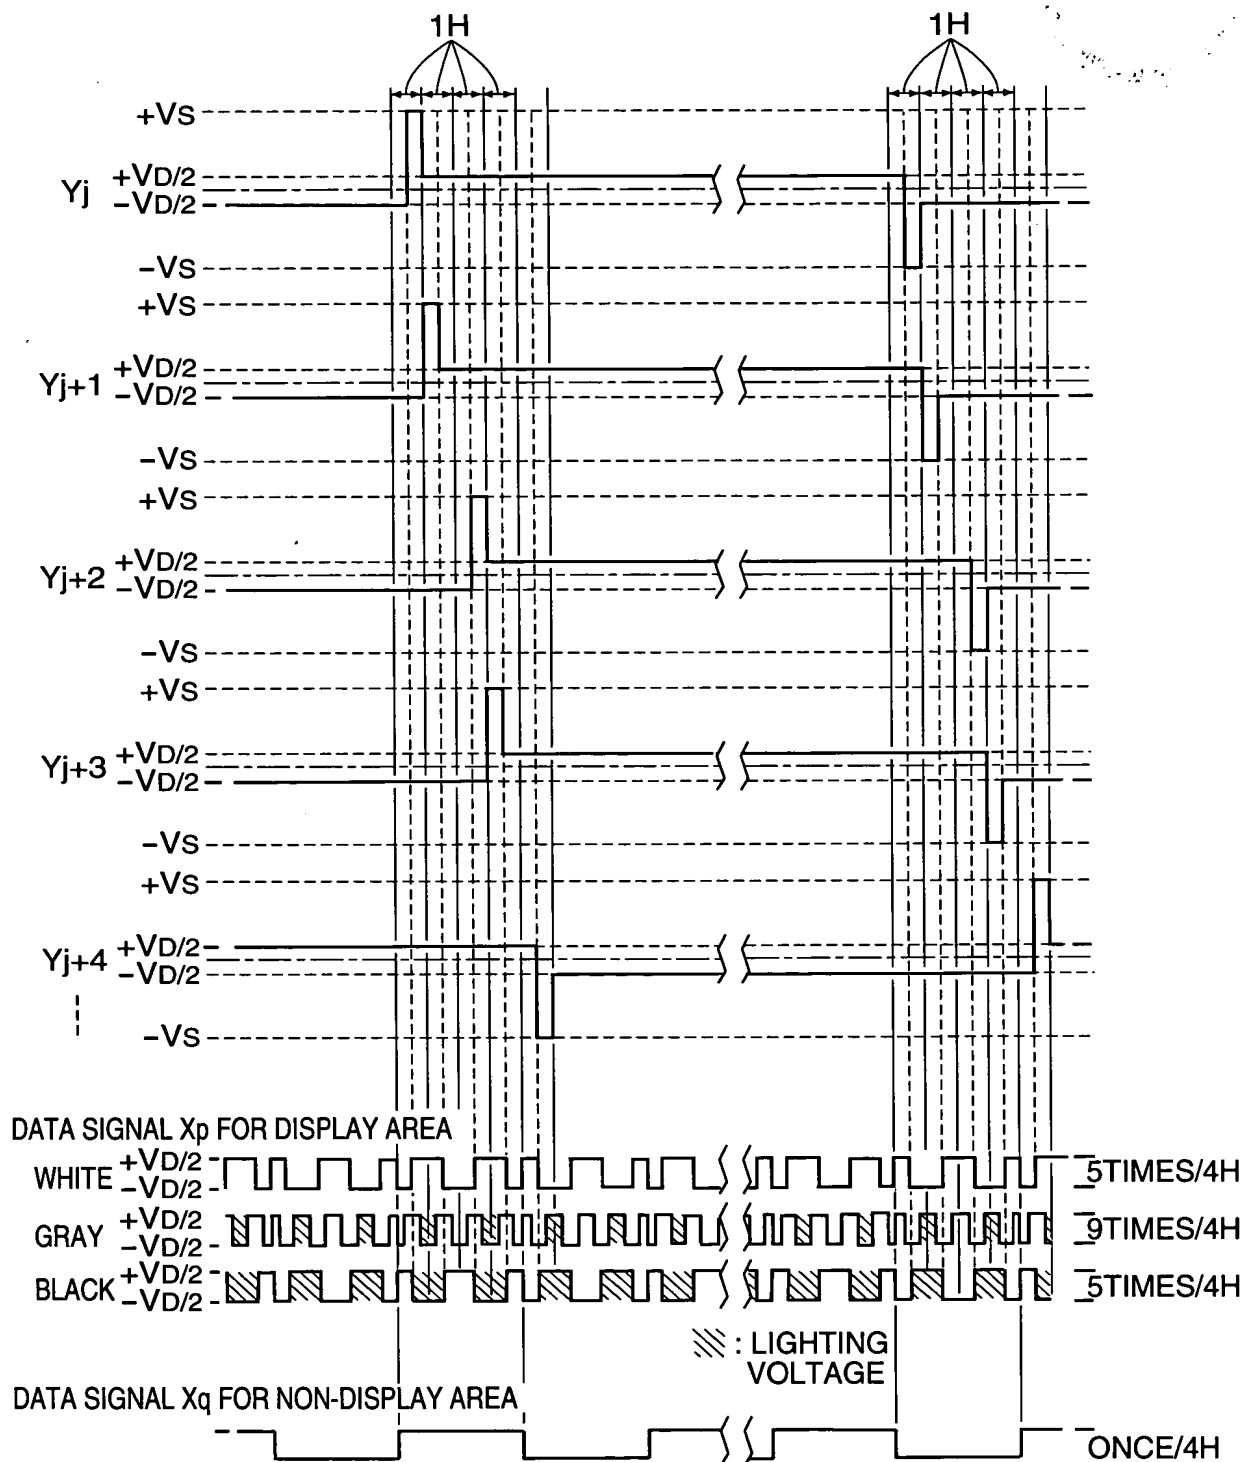 1H 1H
+VS
Yj +VD/2
−VD/2
−VS
+VS
Yj+1 +VD/2
−VD/2
−VS
+VS
Yj+2 +VD/2
−VD/2
−VS
+VS
Yj+3 +VD/2
−VD/2
−VS
+VS
Yj+4 +VD/2
−VD/2
−VS
DATA SIGNAL Xp FOR DISPLAY AREA
WHITE +VD/2 −VD/2 5TIMES/4H
GRAY +VD/2 −VD/2 9TIMES/4H
BLACK +VD/2 −VD/2 5TIMES/4H
: LIGHTING
VOLTAGE
DATA SIGNAL Xq FOR NON-DISPLAY AREA
ONCE/4H